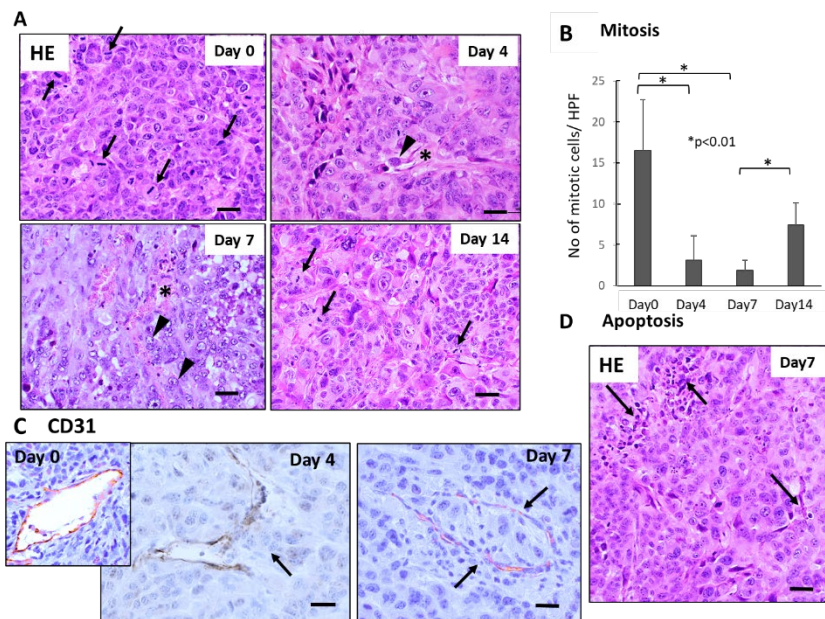 A
HE
Day 0
Day 4
*
Day 7
*
Day 14
B Mitosis
No of mitotic cells/ HPF
25
20
15
10
5
0
*
*
*p<0.01
*
Day0 Day4 Day7 Day14
C CD31
Day 0
Day 4
Day 7
D Apoptosis
HE
Day7